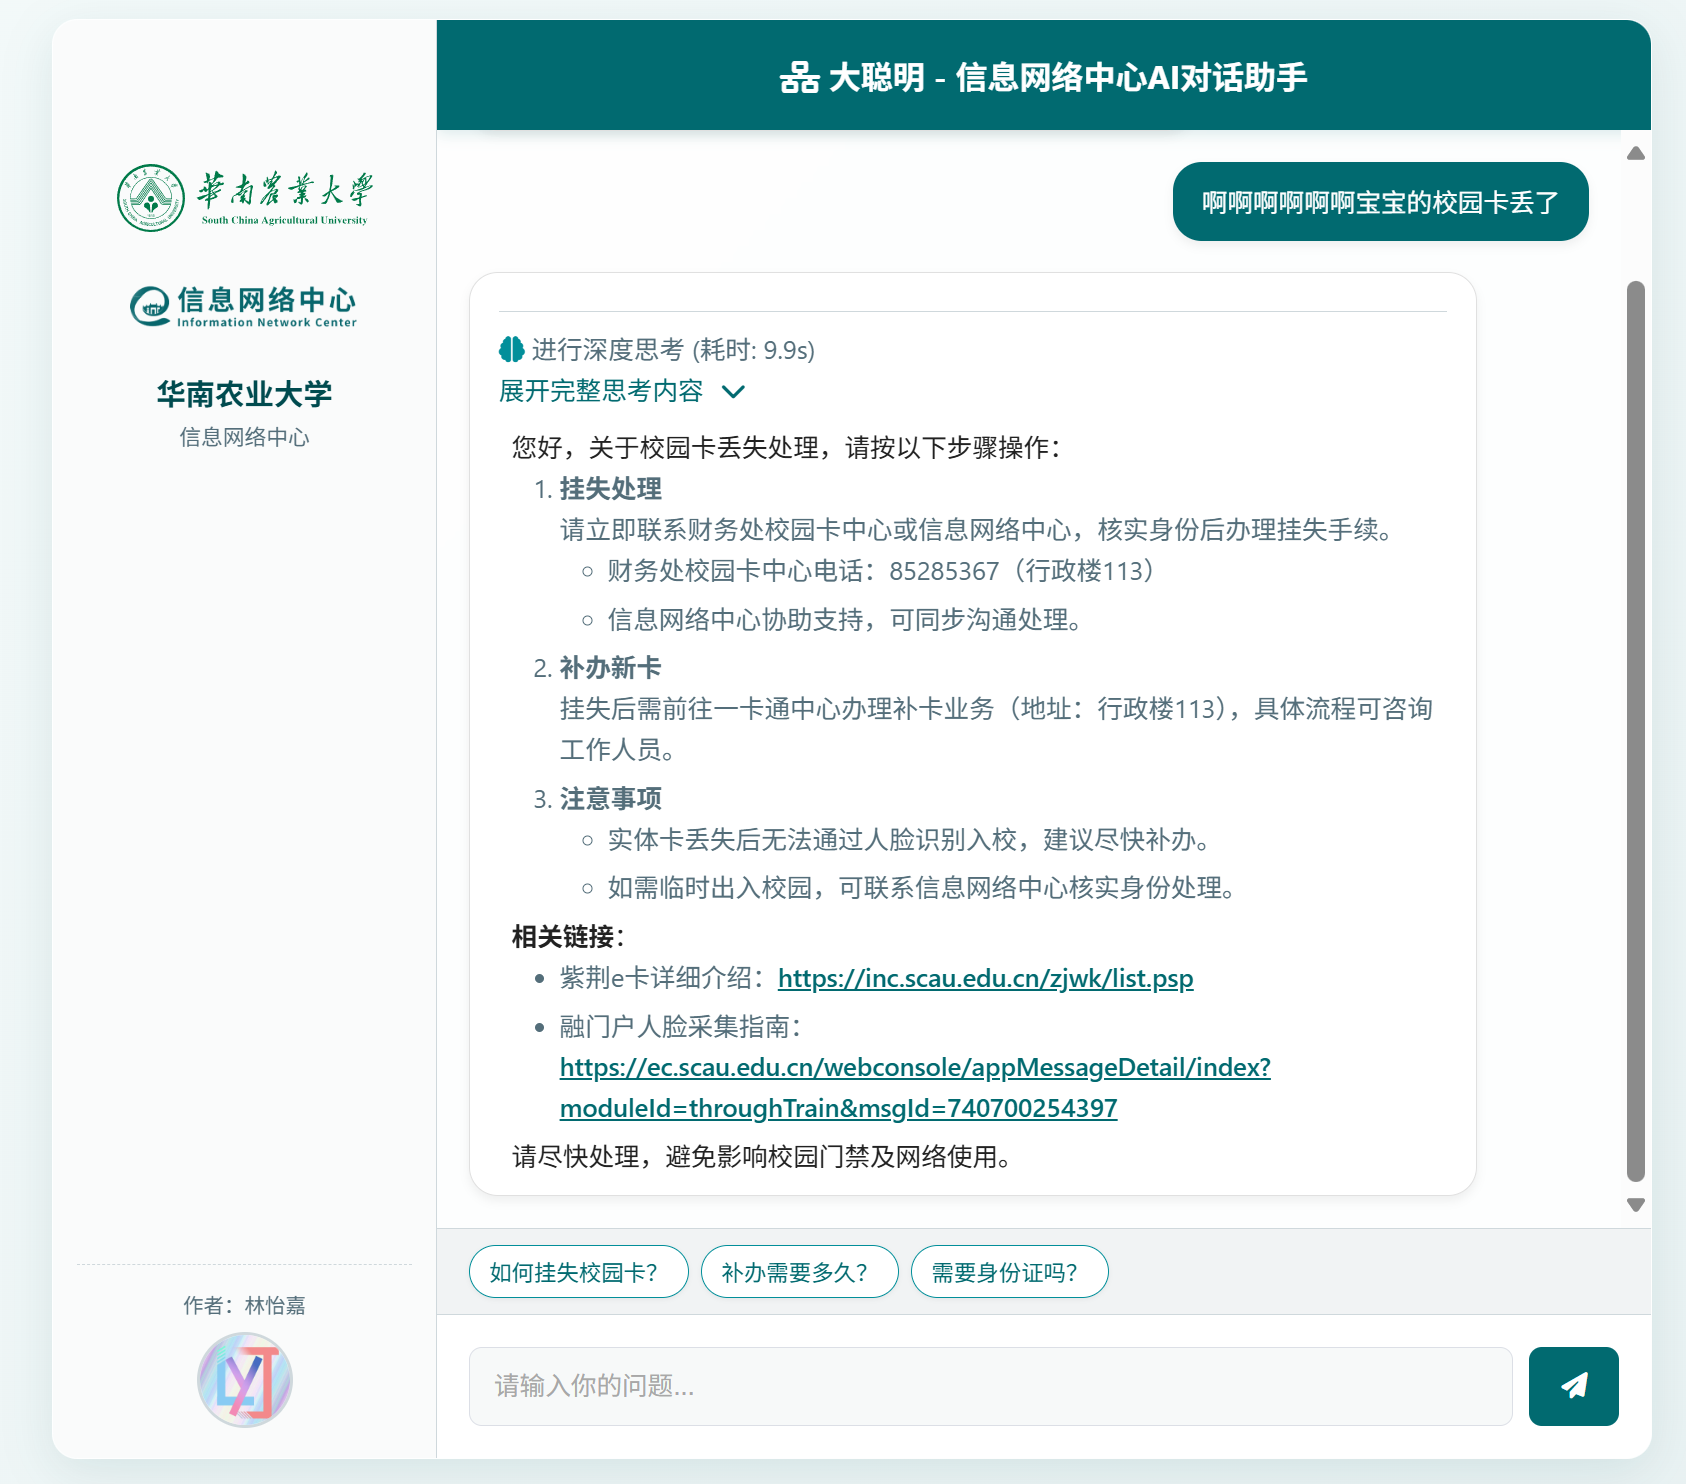 華南農業大學
South China Agricultural University
信息网络中心
Information Network Center
华南农业大学
信息网络中心
作者：林怡嘉
LYJ
大聪明 - 信息网络中心AI对话助手
啊啊啊啊啊啊宝宝的校园卡丢了
进行深度思考 (耗时: 9.9s)
展开完整思考内容
您好，关于校园卡丢失处理，请按以下步骤操作：
1. 挂失处理
请立即联系财务处校园卡中心或信息网络中心，核实身份后办理挂失手续。
财务处校园卡中心电话：85285367（行政楼113）
信息网络中心协助支持，可同步沟通处理。
2. 补办新卡
挂失后需前往一卡通中心办理补卡业务（地址：行政楼113），具体流程可咨询
工作人员。
3. 注意事项
实体卡丢失后无法通过人脸识别入校，建议尽快补办。
如需临时出入校园，可联系信息网络中心核实身份处理。
相关链接：
紫荆e卡详细介绍：https://inc.scau.edu.cn/zjwk/list.psp
融门户人脸采集指南：
https://ec.scau.edu.cn/webconsole/appMessageDetail/index?
moduleId=throughTrain&msgId=740700254397
请尽快处理，避免影响校园门禁及网络使用。
如何挂失校园卡？
补办需要多久？
需要身份证吗？
请输入你的问题...